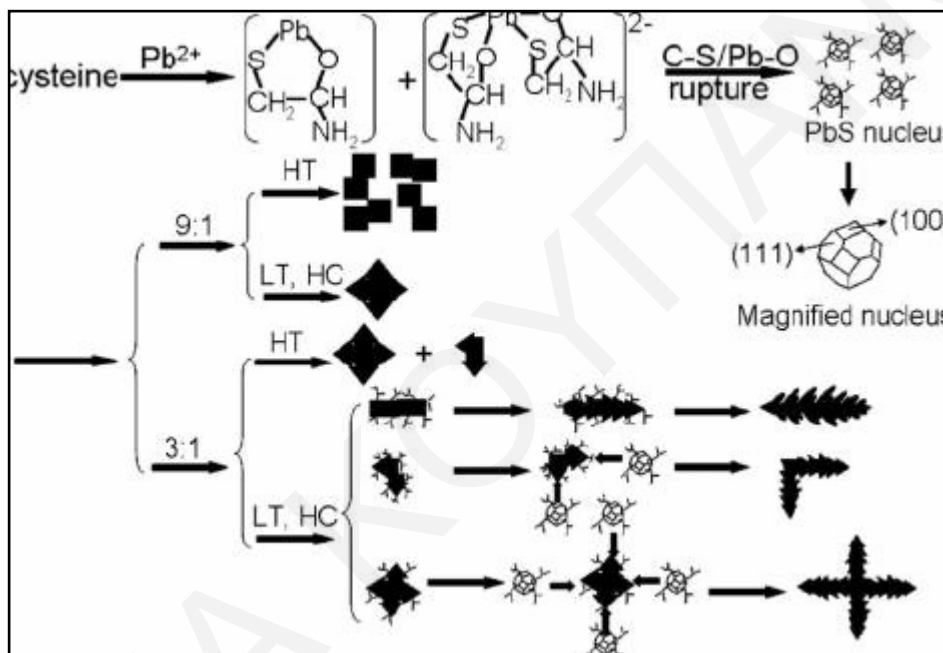 cysteine Pb²⁺ Pb S O CH₂ CH NH₂ + Pb S O O S CH₂ CH CH₂ CH NH₂ NH₂ 2- C-S/Pb-O rupture
PbS nucleus
HT
9:1
(100)
(111)
LT, HC
Magnified nucleus
HT
+
3:1
LT, HC
ΚΟΥΠΑΝ